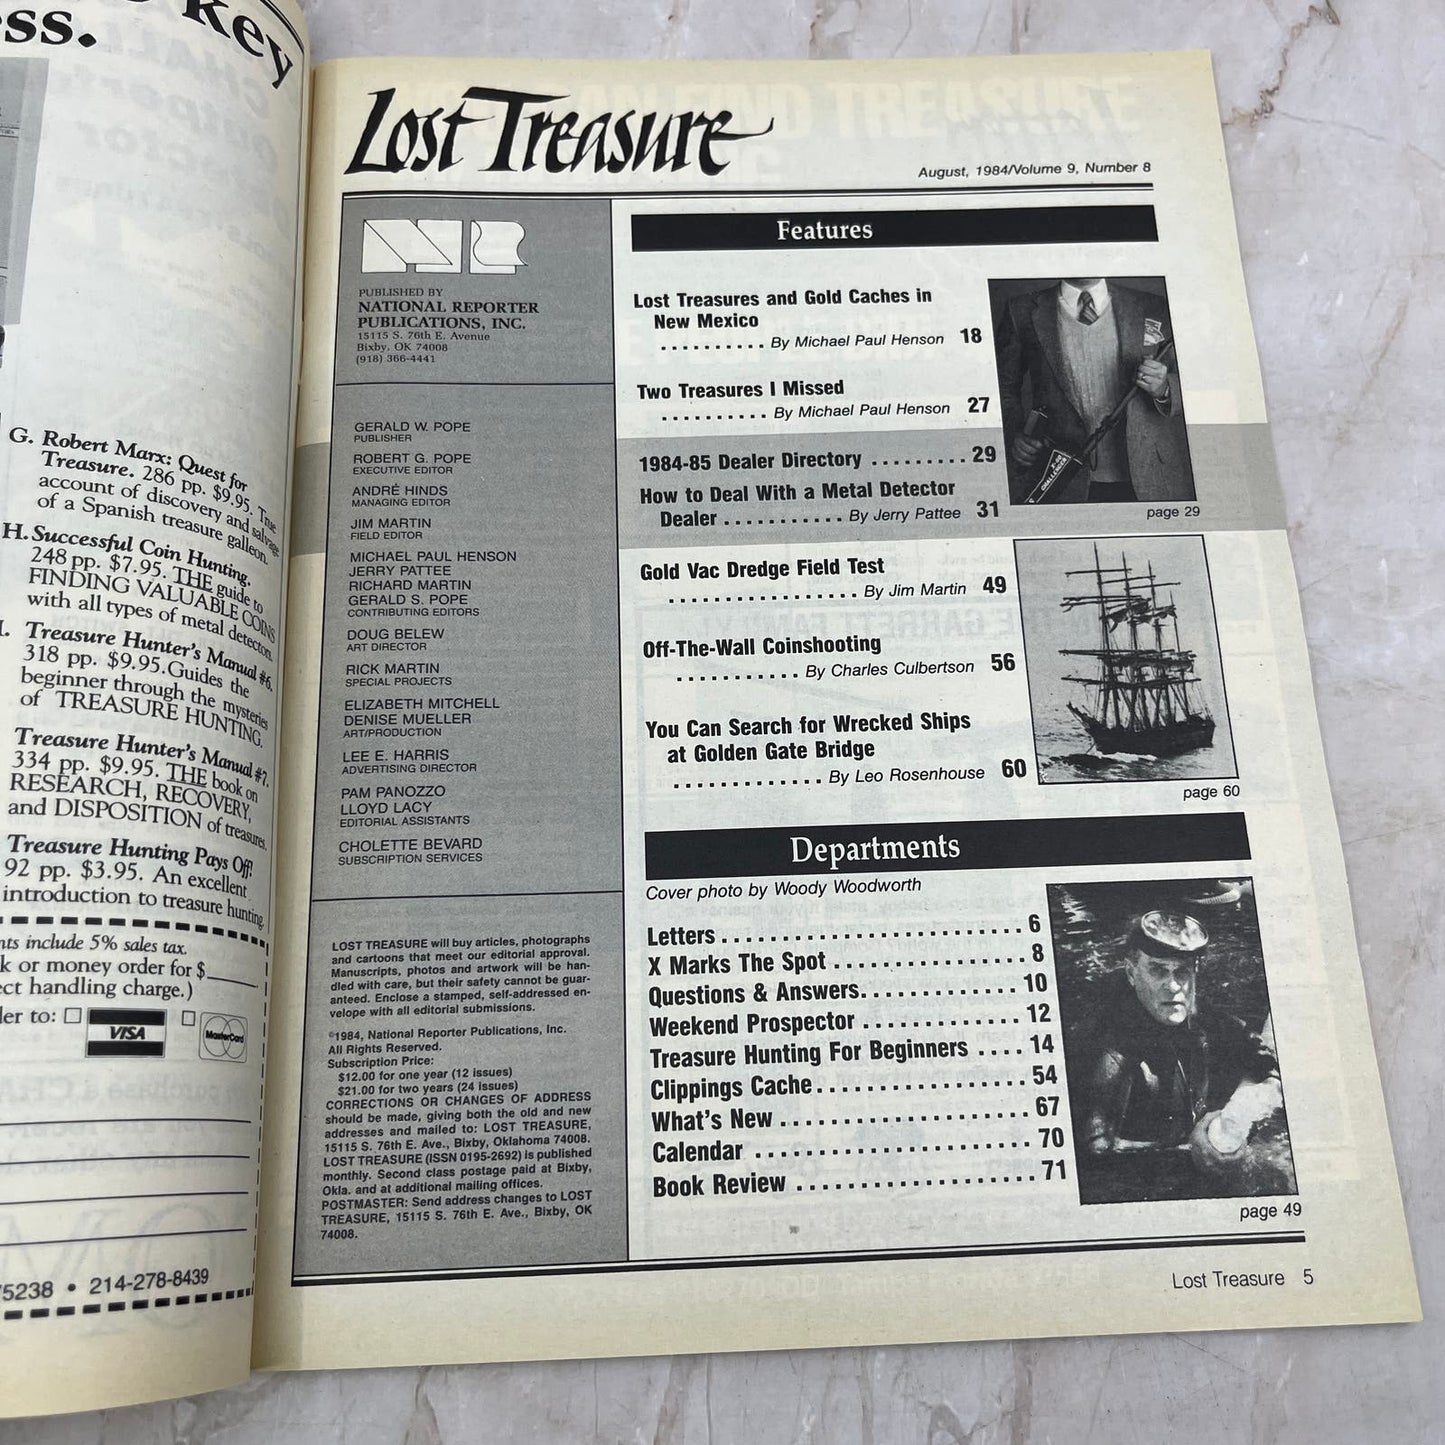 key
ess.
G. Robert Marx: Quest for
Treasure. 286 pp. $9.95. True
account of discovery and salvage
of a Spanish treasure galleon.
H. Successful Coin Hunting.
248 pp. $7.95. THE guide to
FINDING VALUABLE COINS
with all types of metal detectors.
I. Treasure Hunter's Manual #6.
318 pp. $9.95. Guides the
beginner through the mysteries
of TREASURE HUNTING.
Treasure Hunter's Manual #7.
334 pp. $9.95. THE book on
RESEARCH, RECOVERY,
and DISPOSITION of treasures.
Treasure Hunting Pays Off!
92 pp. $3.95. An excellent
introduction to treasure hunting.
nts include 5% sales tax.
k or money order for $
ect handling charge.)
ler to: VISA MasterCard
75238 • 214-278-8439
Lost Treasure
August, 1984/Volume 9, Number 8
PUBLISHED BY
NATIONAL REPORTER
PUBLICATIONS, INC.
15115 S. 76th E. Avenue
Bixby, OK 74008
(918) 366-4441
GERALD W. POPE
PUBLISHER
ROBERT G. POPE
EXECUTIVE EDITOR
ANDRÉ HINDS
MANAGING EDITOR
JIM MARTIN
FIELD EDITOR
MICHAEL PAUL HENSON
JERRY PATTEE
RICHARD MARTIN
GERALD S. POPE
CONTRIBUTING EDITORS
DOUG BELEW
ART DIRECTOR
RICK MARTIN
SPECIAL PROJECTS
ELIZABETH MITCHELL
DENISE MUELLER
ART/PRODUCTION
LEE E. HARRIS
ADVERTISING DIRECTOR
PAM PANOZZO
LLOYD LACY
EDITORIAL ASSISTANTS
CHOLETTE BEVARD
SUBSCRIPTION SERVICES
LOST TREASURE will buy articles, photographs
and cartoons that meet our editorial approval.
Manuscripts, photos and artwork will be han-
dled with care, but their safety cannot be guar-
anteed. Enclose a stamped, self-addressed en-
velope with all editorial submissions.
©1984, National Reporter Publications, Inc.
All Rights Reserved.
Subscription Price:
$12.00 for one year (12 issues)
$21.00 for two years (24 issues)
CORRECTIONS OR CHANGES OF ADDRESS
should be made, giving both the old and new
addresses and mailed to: LOST TREASURE,
15115 S. 76th E. Ave., Bixby, Oklahoma 74008.
LOST TREASURE (ISSN 0195-2692) is published
monthly. Second class postage paid at Bixby,
Okla. and at additional mailing offices.
POSTMASTER: Send address changes to LOST
TREASURE, 15115 S. 76th E. Ave., Bixby, OK
74008.
Features
Lost Treasures and Gold Caches in
New Mexico
.......... By Michael Paul Henson 18
Two Treasures I Missed
.......... By Michael Paul Henson 27
1984-85 Dealer Directory ......... 29
How to Deal With a Metal Detector
Dealer ........... By Jerry Pattee 31
CHALLENGER
page 29
Gold Vac Dredge Field Test
................. By Jim Martin 49
Off-The-Wall Coinshooting
........... By Charles Culbertson 56
You Can Search for Wrecked Ships
at Golden Gate Bridge
............. By Leo Rosenhouse 60
page 60
Departments
Cover photo by Woody Woodworth
Letters.......................... 6
X Marks The Spot ................. 8
Questions & Answers.............. 10
Weekend Prospector ............. 12
Treasure Hunting For Beginners .... 14
Clippings Cache................... 54
What's New ...................... 67
Calendar ........................ 70
Book Review ..................... 71
page 49
Lost Treasure 5